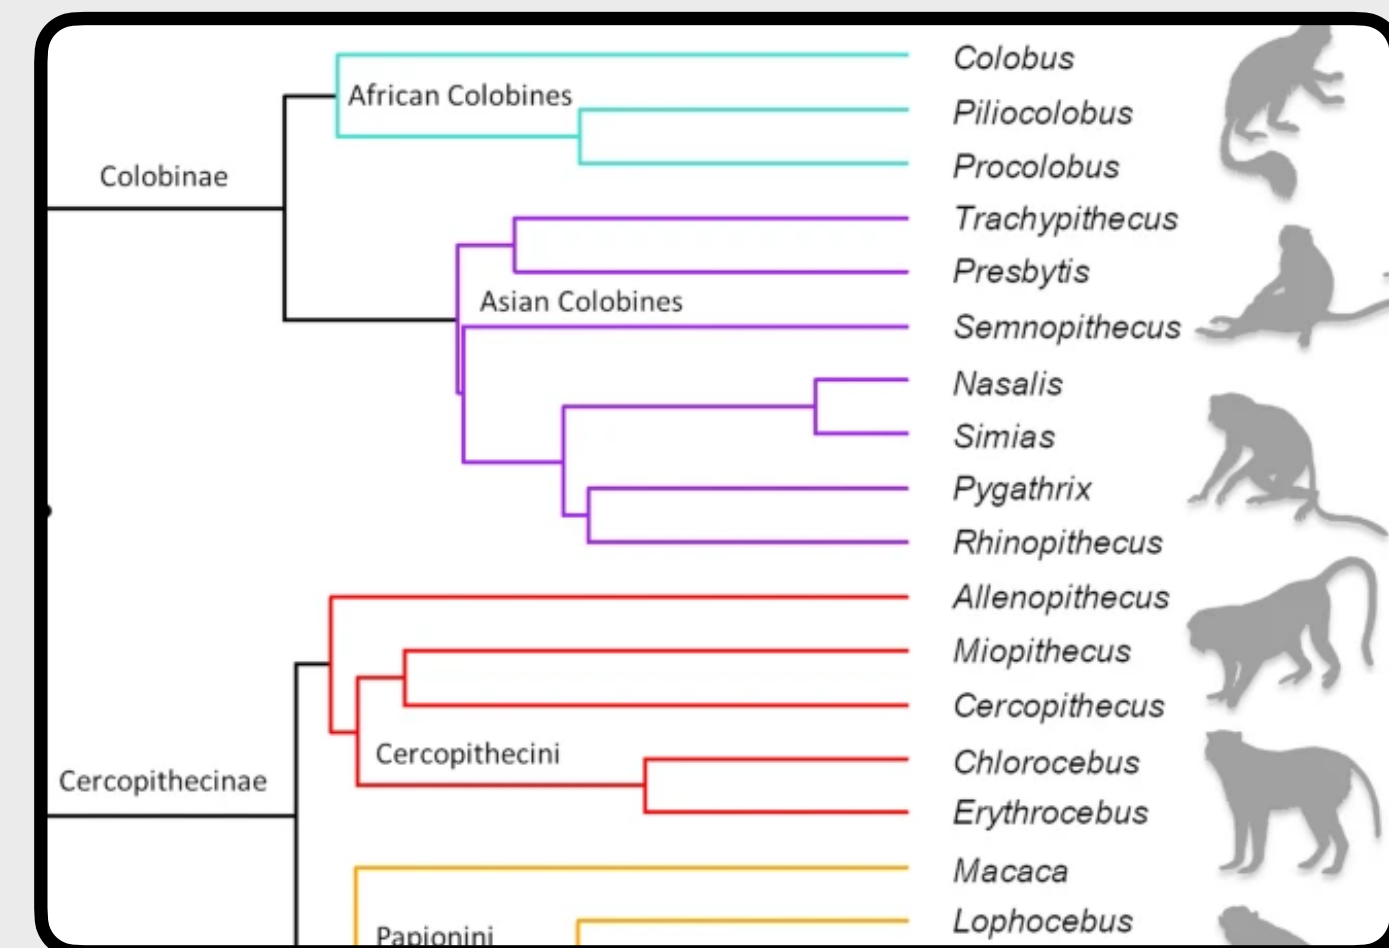 Colobus
African Colobines
Piliocolobus
Procolobus
Colobinae
Trachypithecus
Presbytis
Asian Colobines
Semnopithecus
Nasalis
Simias
Pygathrix
Rhinopithecus
Allenopithecus
Miopithecus
Cercopithecus
Cercopithecini
Chlorocebus
Cercopithecinae
Erythrocebus
Macaca
Lophocebus
Papionini